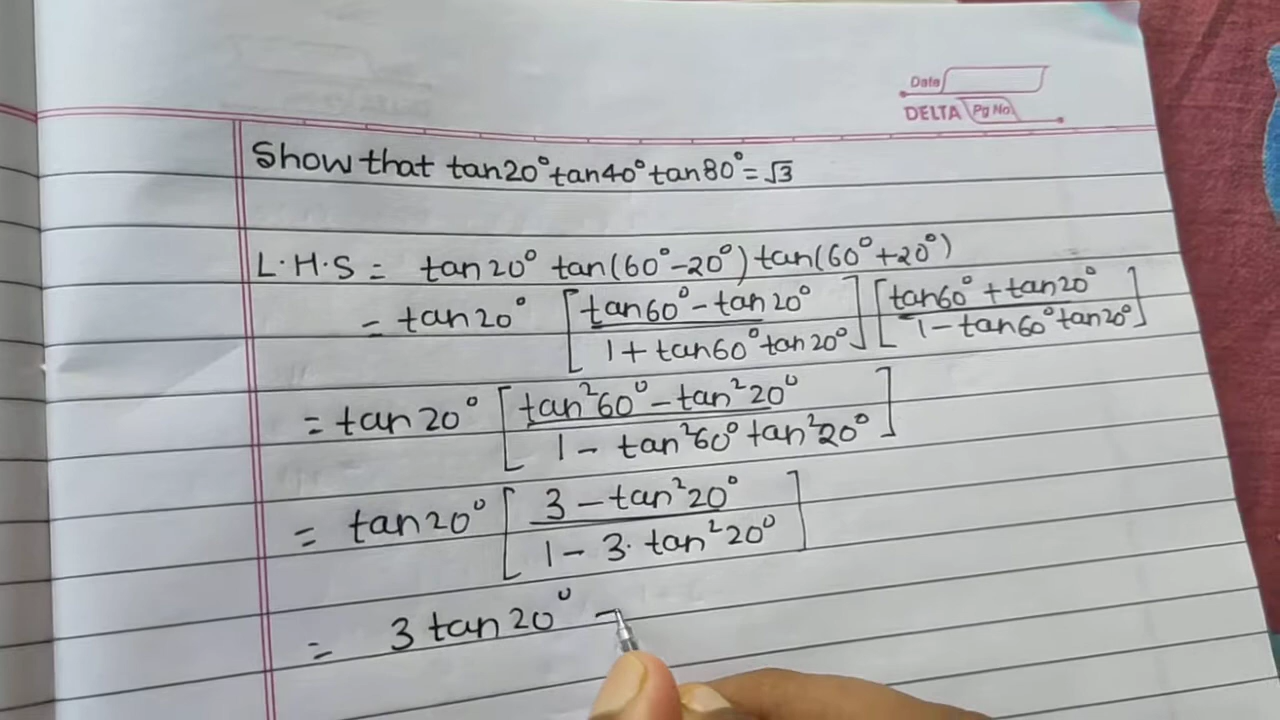 Date
DELTA Pg No.
Show that tan20° tan40° tan80° = √3
L.H.S = tan20° tan(60°-20°) tan(60°+20°)
= tan20° [tan60° - tan20° / 1 + tan60° tan20°] [tan60° + tan20° / 1 - tan60° tan20°]
= tan20° [tan²60° - tan²20° / 1 - tan²60° tan²20°]
= tan20° [3 - tan²20° / 1 - 3. tan²20°]
= 3 tan20° -